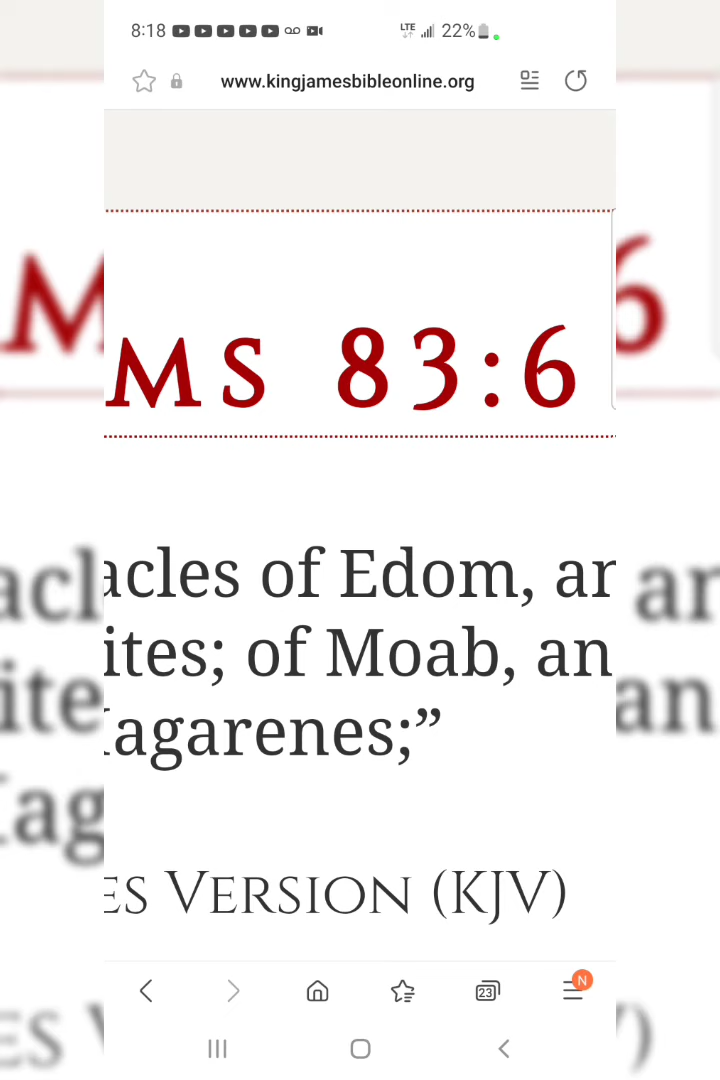 8:18 LTE 22%
www.kingjamesbibleonline.org
MS 83:6
acles of Edom, an
ites; of Moab, an
agarenes;”
ES VERSION (KJV)
23 N